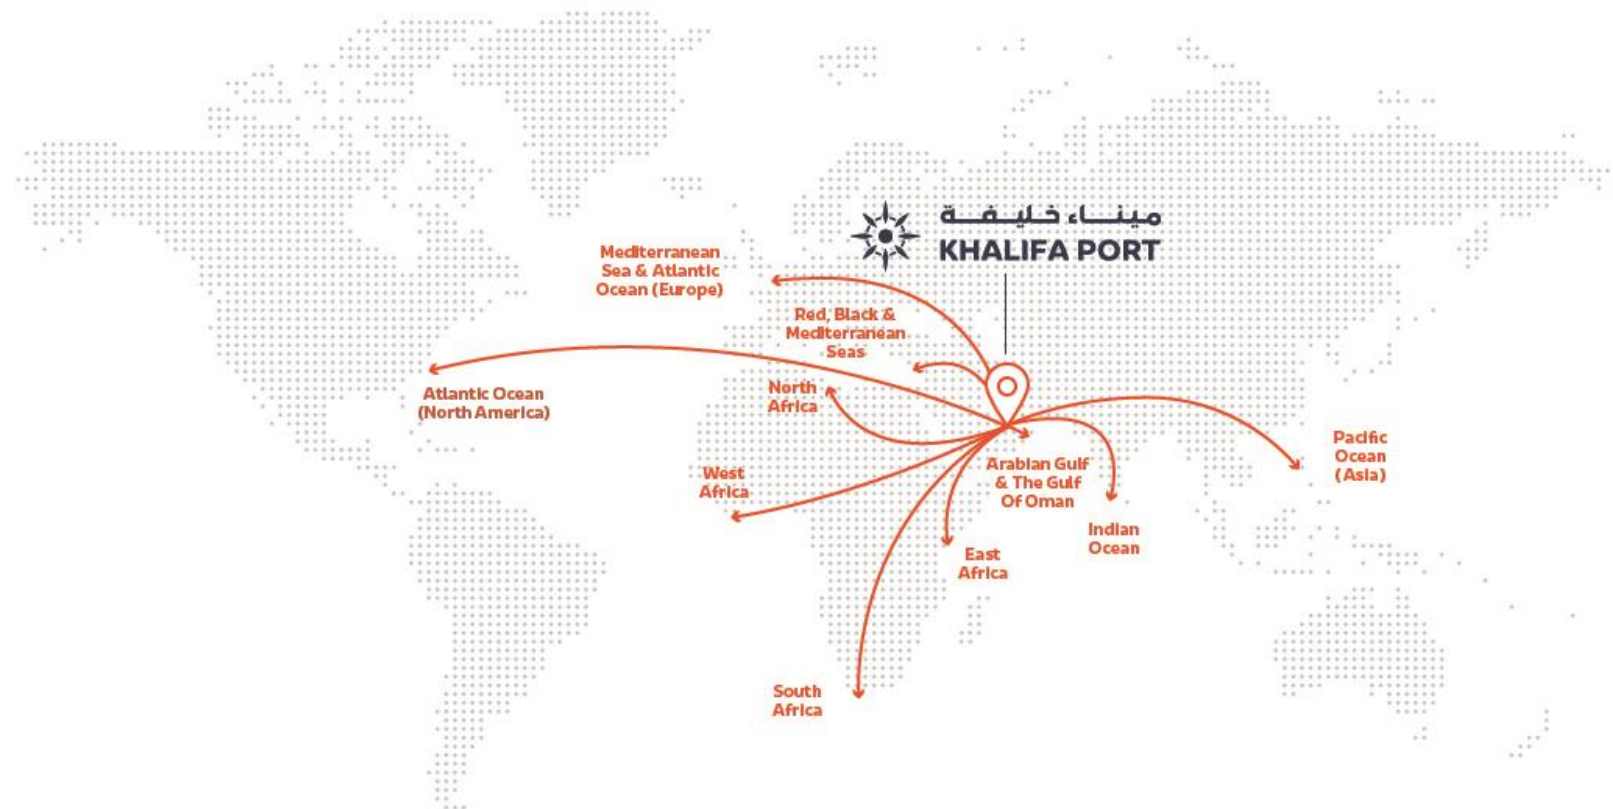 ميناء خليفة
KHALIFA PORT
Mediterranean
Sea & Atlantic
Ocean (Europe)
Red, Black &
Mediterranean
Seas
Atlantic Ocean
(North America)
North
Africa
West
Africa
Arabian Gulf
& The Gulf
Of Oman
Pacific
Ocean
(Asia)
Indian
Ocean
East
Africa
South
Africa